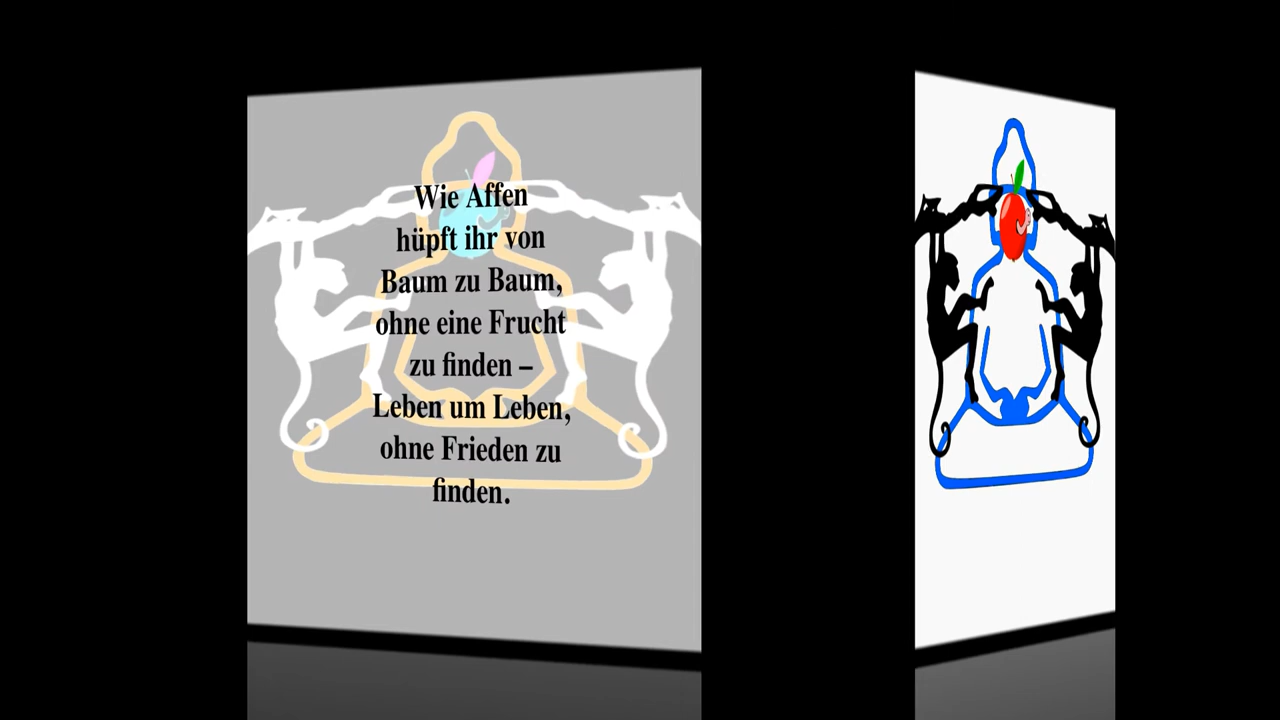 Wie Affen
hüpft ihr von
Baum zu Baum,
ohne eine Frucht
zu finden –
Leben um Leben,
ohne Frieden zu
finden.